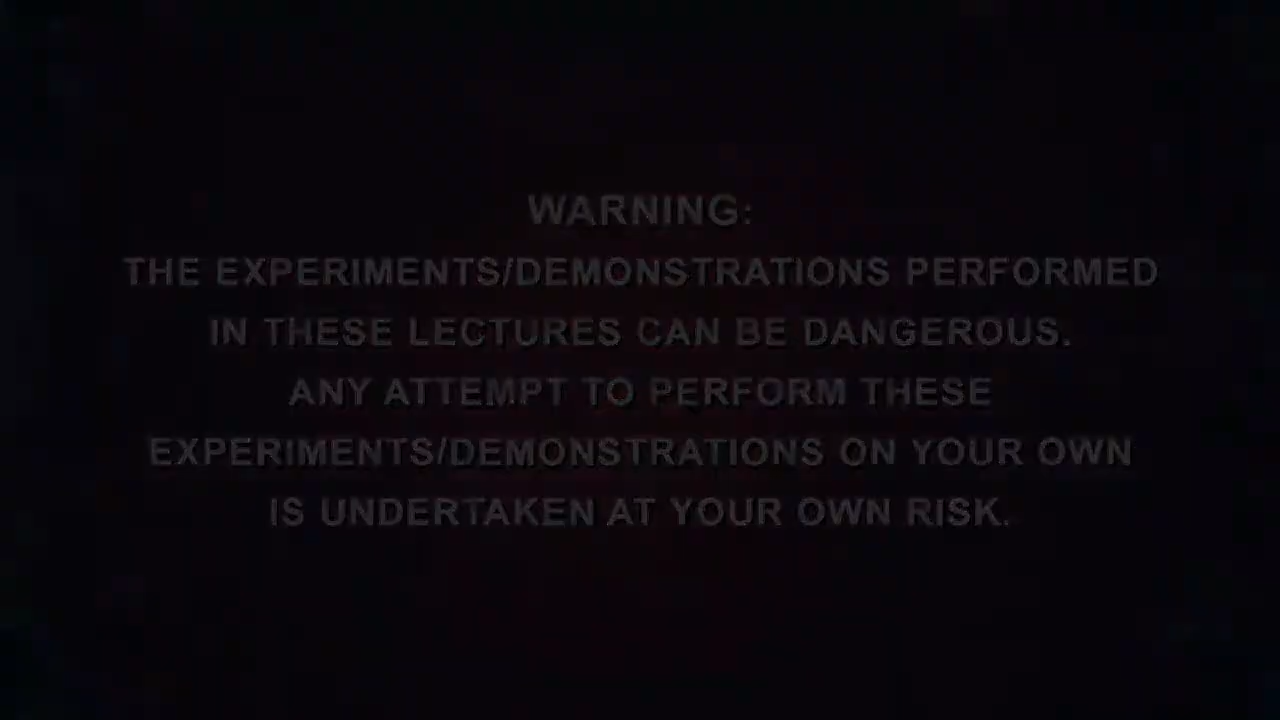 WARNING:
THE EXPERIMENTS/DEMONSTRATIONS PERFORMED
IN THESE LECTURES CAN BE DANGEROUS.
ANY ATTEMPT TO PERFORM THESE
EXPERIMENTS/DEMONSTRATIONS ON YOUR OWN
IS UNDERTAKEN AT YOUR OWN RISK.